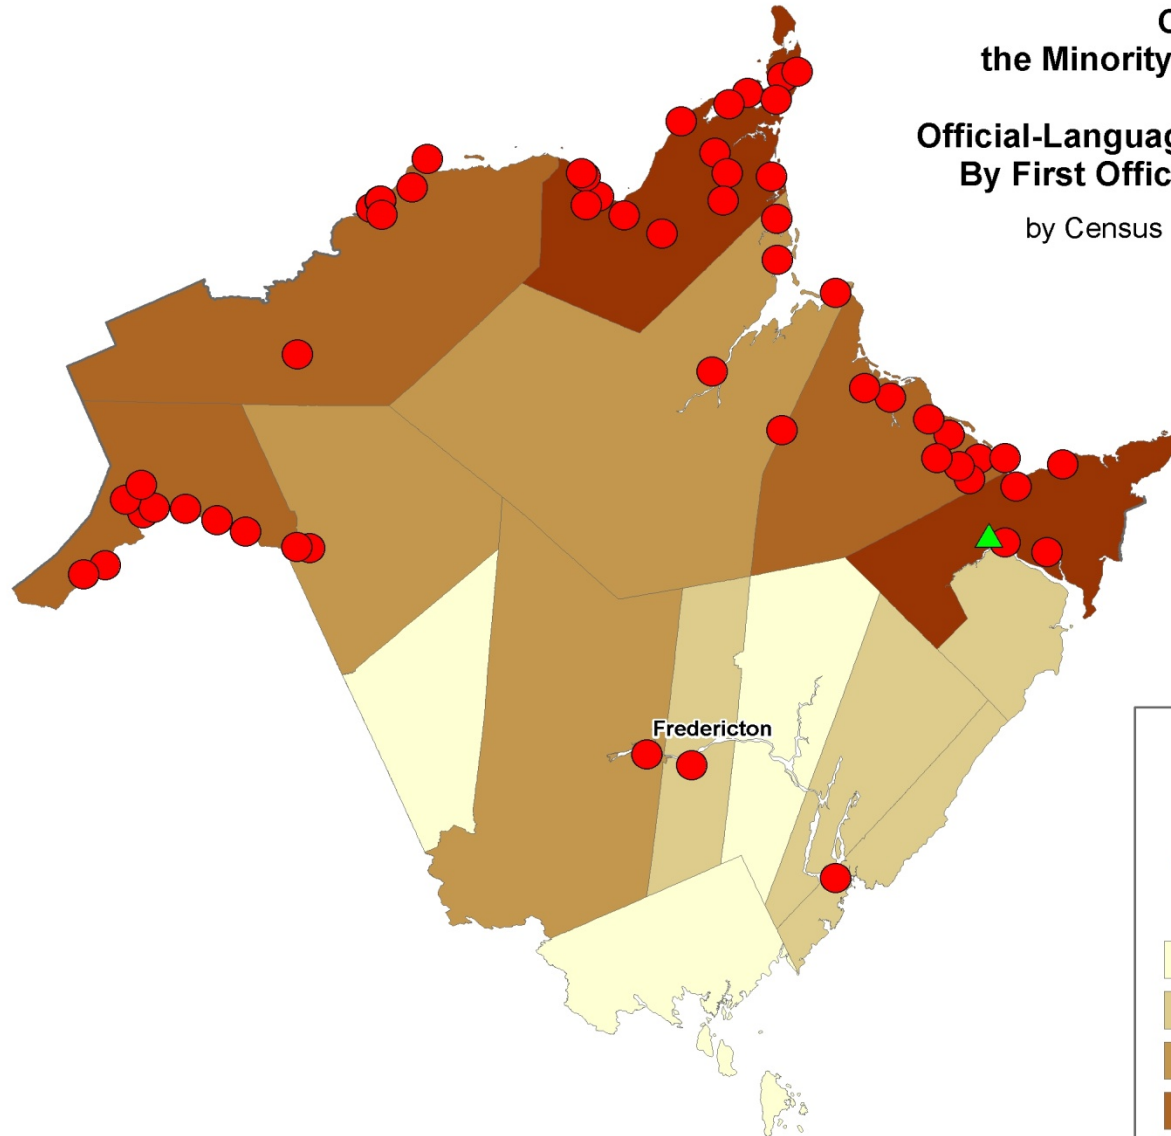 the Minority
Official-Languag
By First Offic
by Census
Fredericton